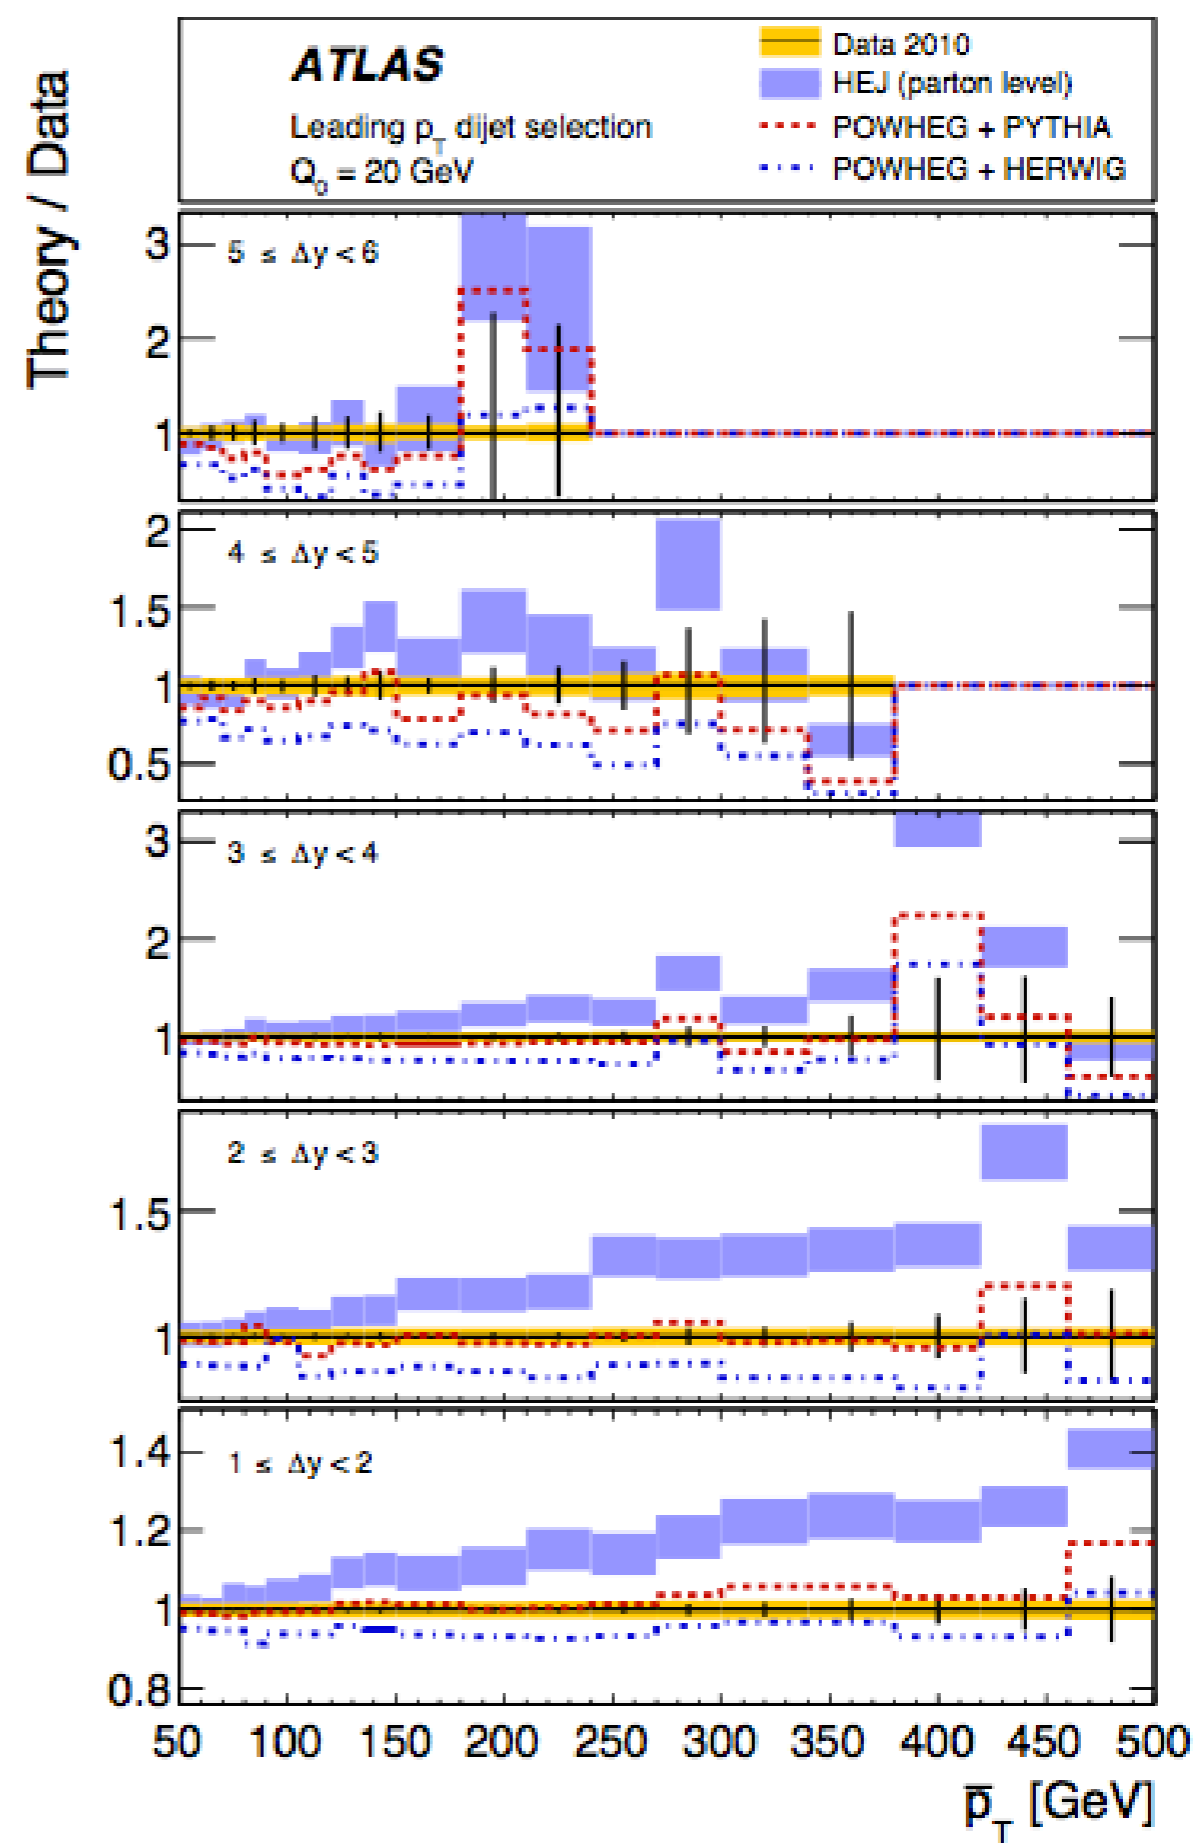 Theory / Data
ATLAS
Leading p_T dijet selection
Q_0 = 20 GeV
Data 2010
HEJ (parton level)
POWHEG + PYTHIA
POWHEG + HERWIG
5 ≤ Δy < 6
3
2
1
4 ≤ Δy < 5
2
1.5
1
0.5
3 ≤ Δy < 4
3
2
1
2 ≤ Δy < 3
1.5
1
1 ≤ Δy < 2
1.4
1.2
1
0.8
50 100 150 200 250 300 350 400 450 500
p̅_T [GeV]